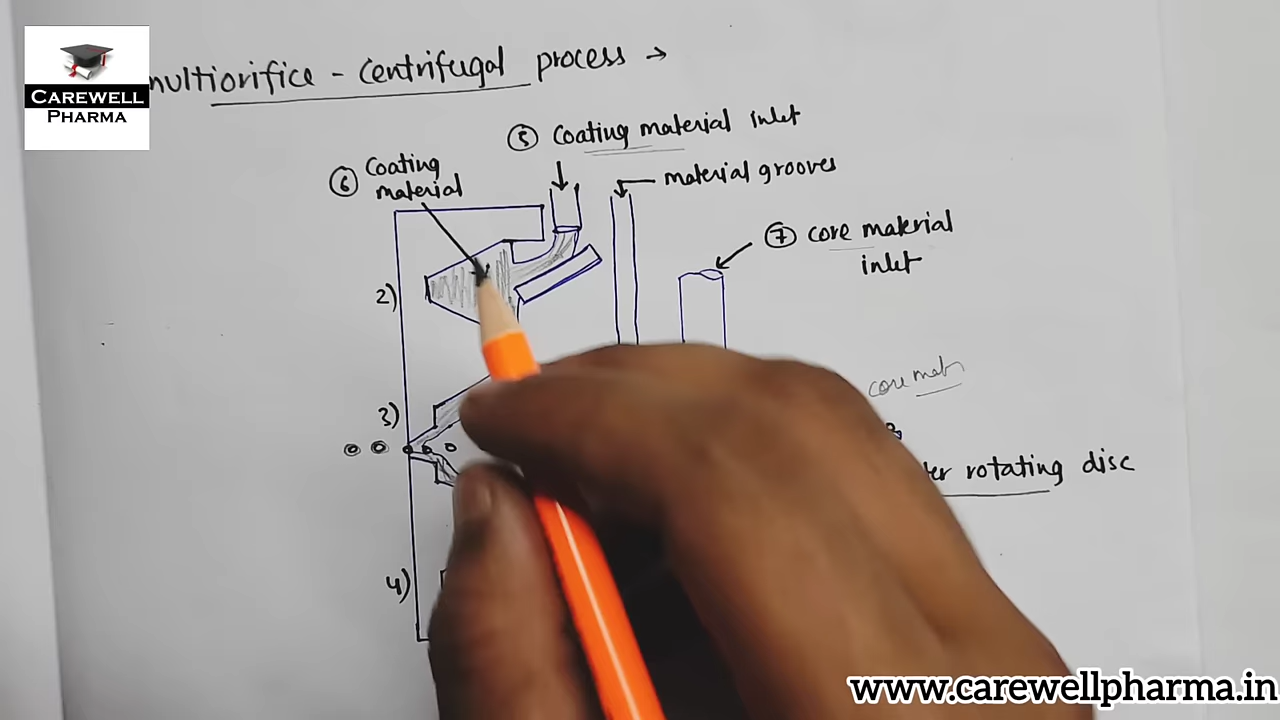 CAREWELL
PHARMA
multiorifice - Centrifugal process →
⑤ Coating material inlet
⑥ Coating
material
material grooves
⑦ core material
inlet
2)
core
3)
rotating disc
4)
www.carewellpharma.in